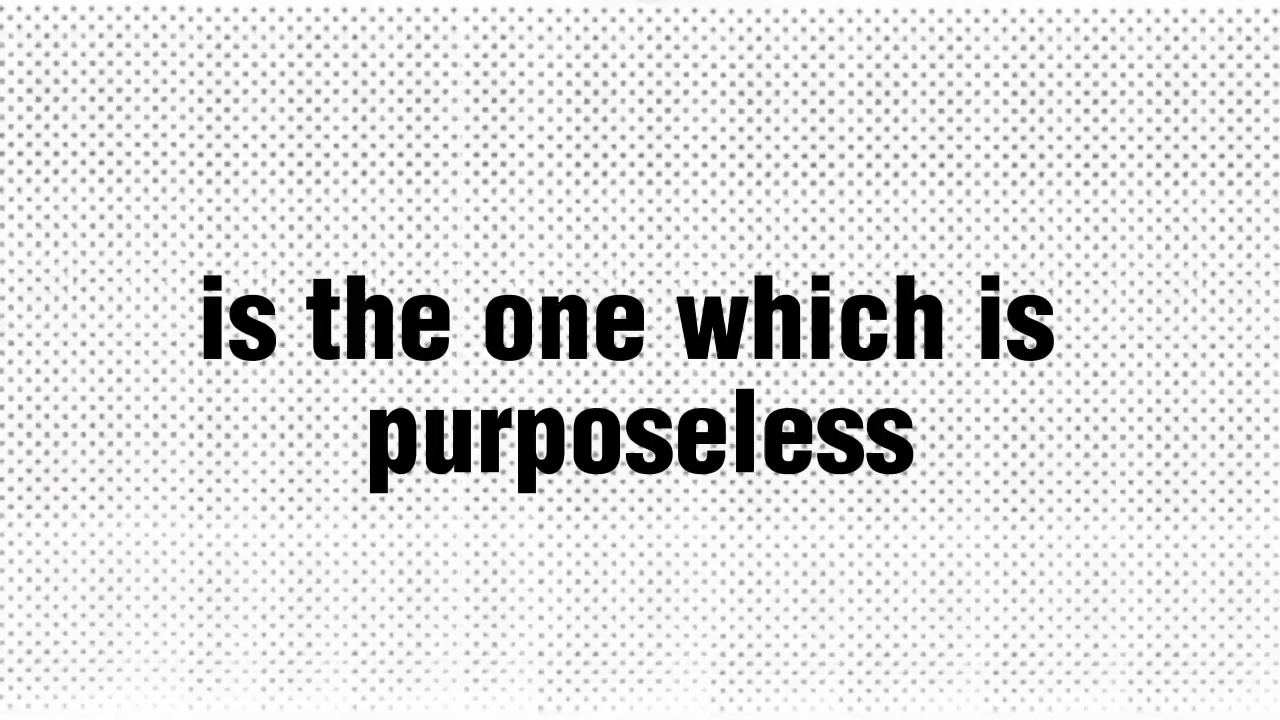 is the one which is
purposeless